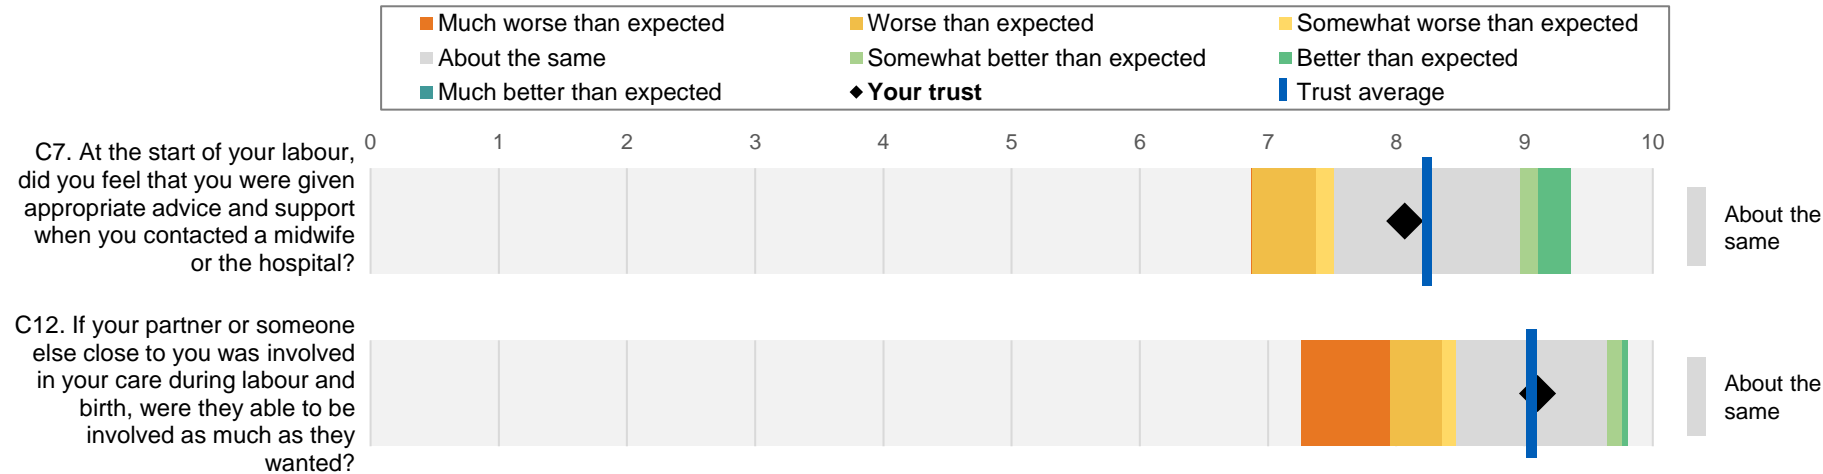 Much worse than expected
Worse than expected
Somewhat worse than expected
About the same
Somewhat better than expected
Better than expected
Much better than expected
Your trust
Trust average
0 1 2 3 4 5 6 7 8 9 10
C7. At the start of your labour,
did you feel that you were given
appropriate advice and support
when you contacted a midwife
or the hospital?
About the
same
C12. If your partner or someone
else close to you was involved
in your care during labour and
birth, were they able to be
involved as much as they
wanted?
About the
same